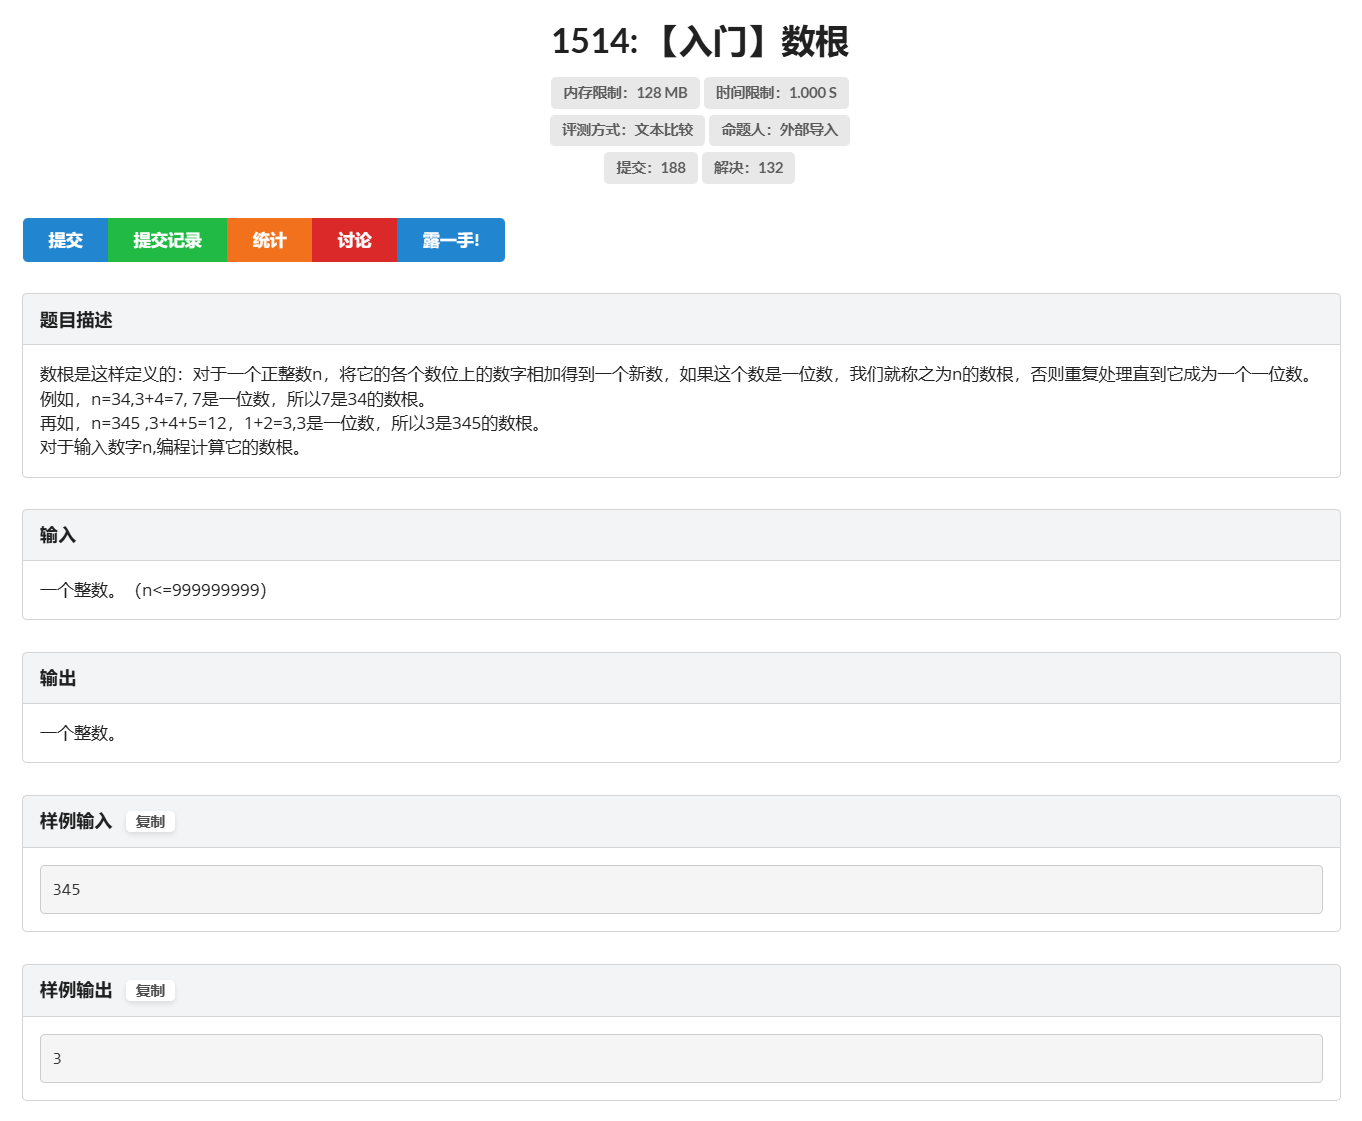 1514: 【入门】数根
内存限制：128 MB 时间限制：1.000 S
评测方式：文本比较 命题人：外部导入
提交：188 解决：132
提交 提交记录 统计 讨论 露一手!
题目描述
数根是这样定义的：对于一个正整数n，将它的各个数位上的数字相加得到一个新数，如果这个数是一位数，我们就称之为n的数根，否则重复处理直到它成为一个一位数。
例如，n=34,3+4=7, 7是一位数，所以7是34的数根。
再如，n=345 ,3+4+5=12，1+2=3,3是一位数，所以3是345的数根。
对于输入数字n,编程计算它的数根。
输入
一个整数。（n<=999999999）
输出
一个整数。
样例输入 复制
345
样例输出 复制
3